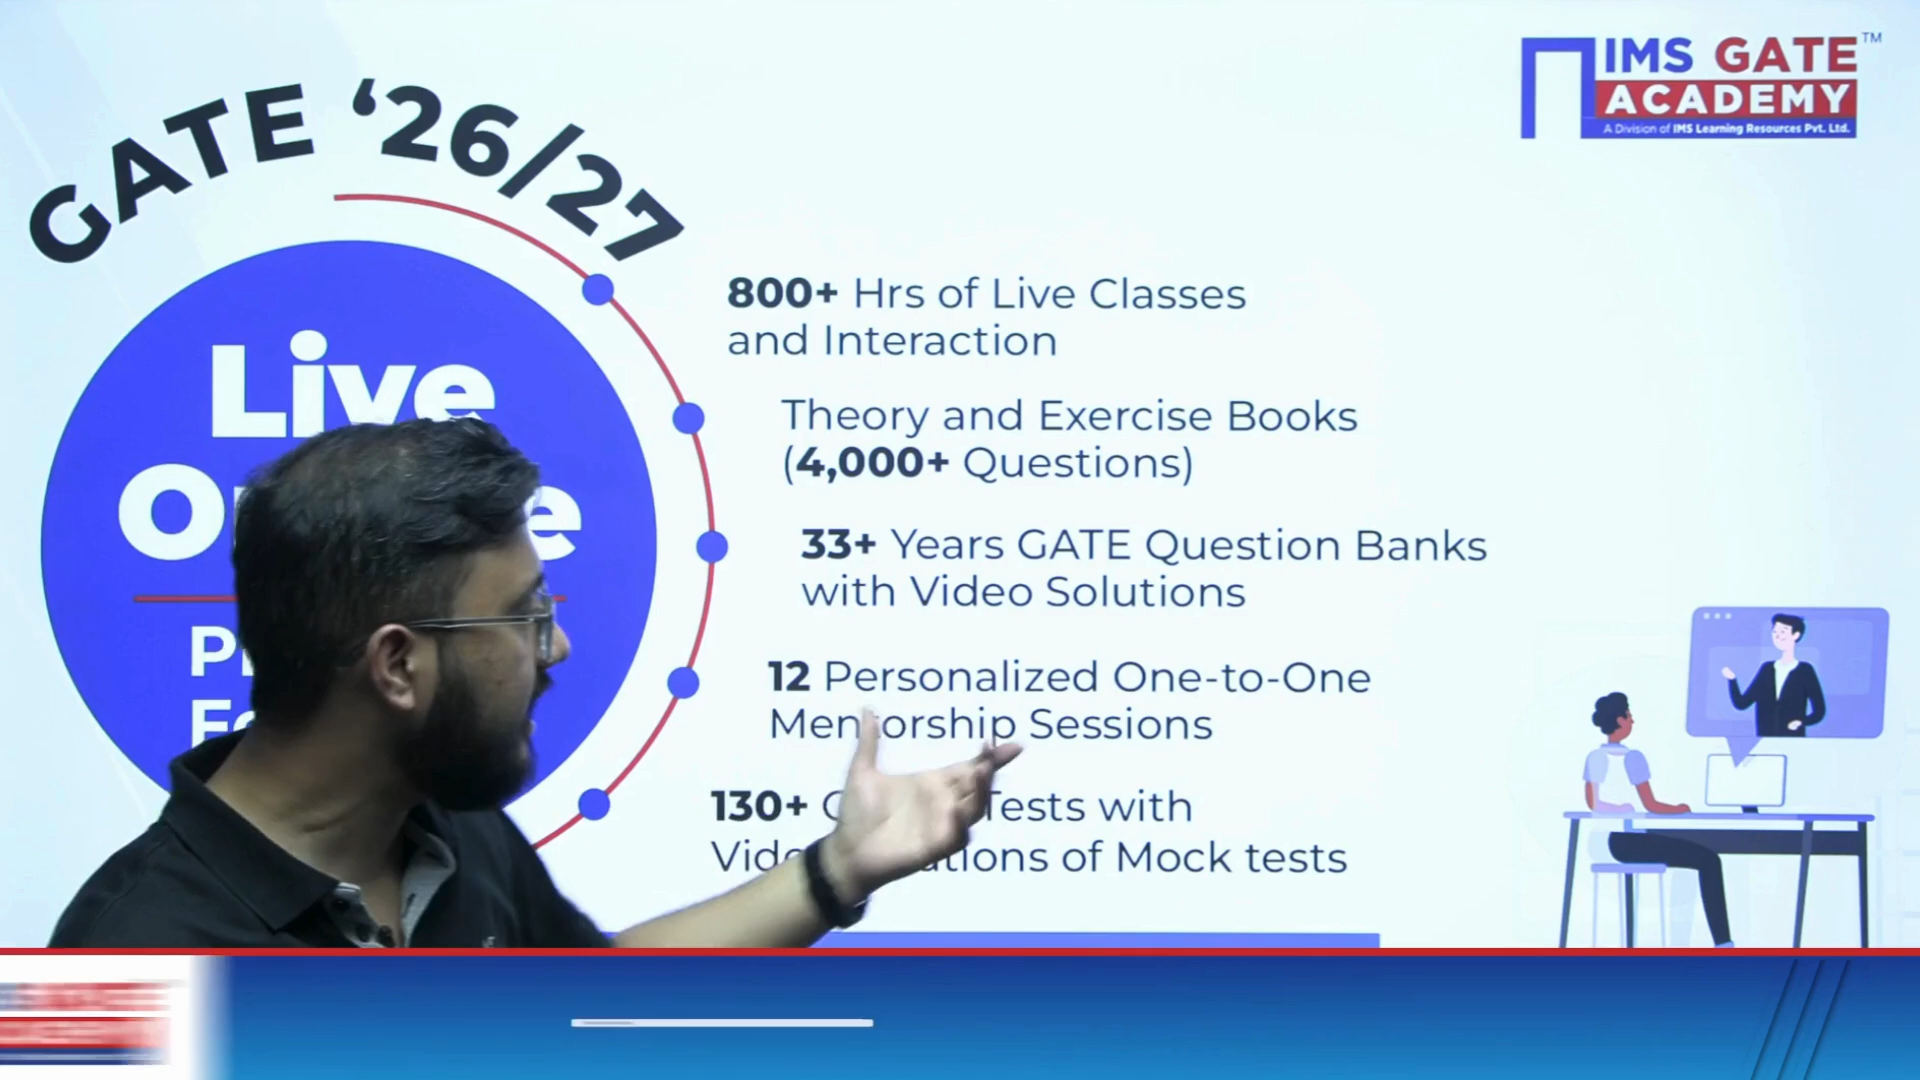 IMS GATE
ACADEMY
TM
A Division of IMS Learning Resources Pvt. Ltd.
GATE ‘26/27
Live
800+ Hrs of Live Classes
and Interaction
Theory and Exercise Books
(4,000+ Questions)
33+ Years GATE Question Banks
with Video Solutions
12 Personalized One-to-One
Mentorship Sessions
130+ Tests with
of Mock tests